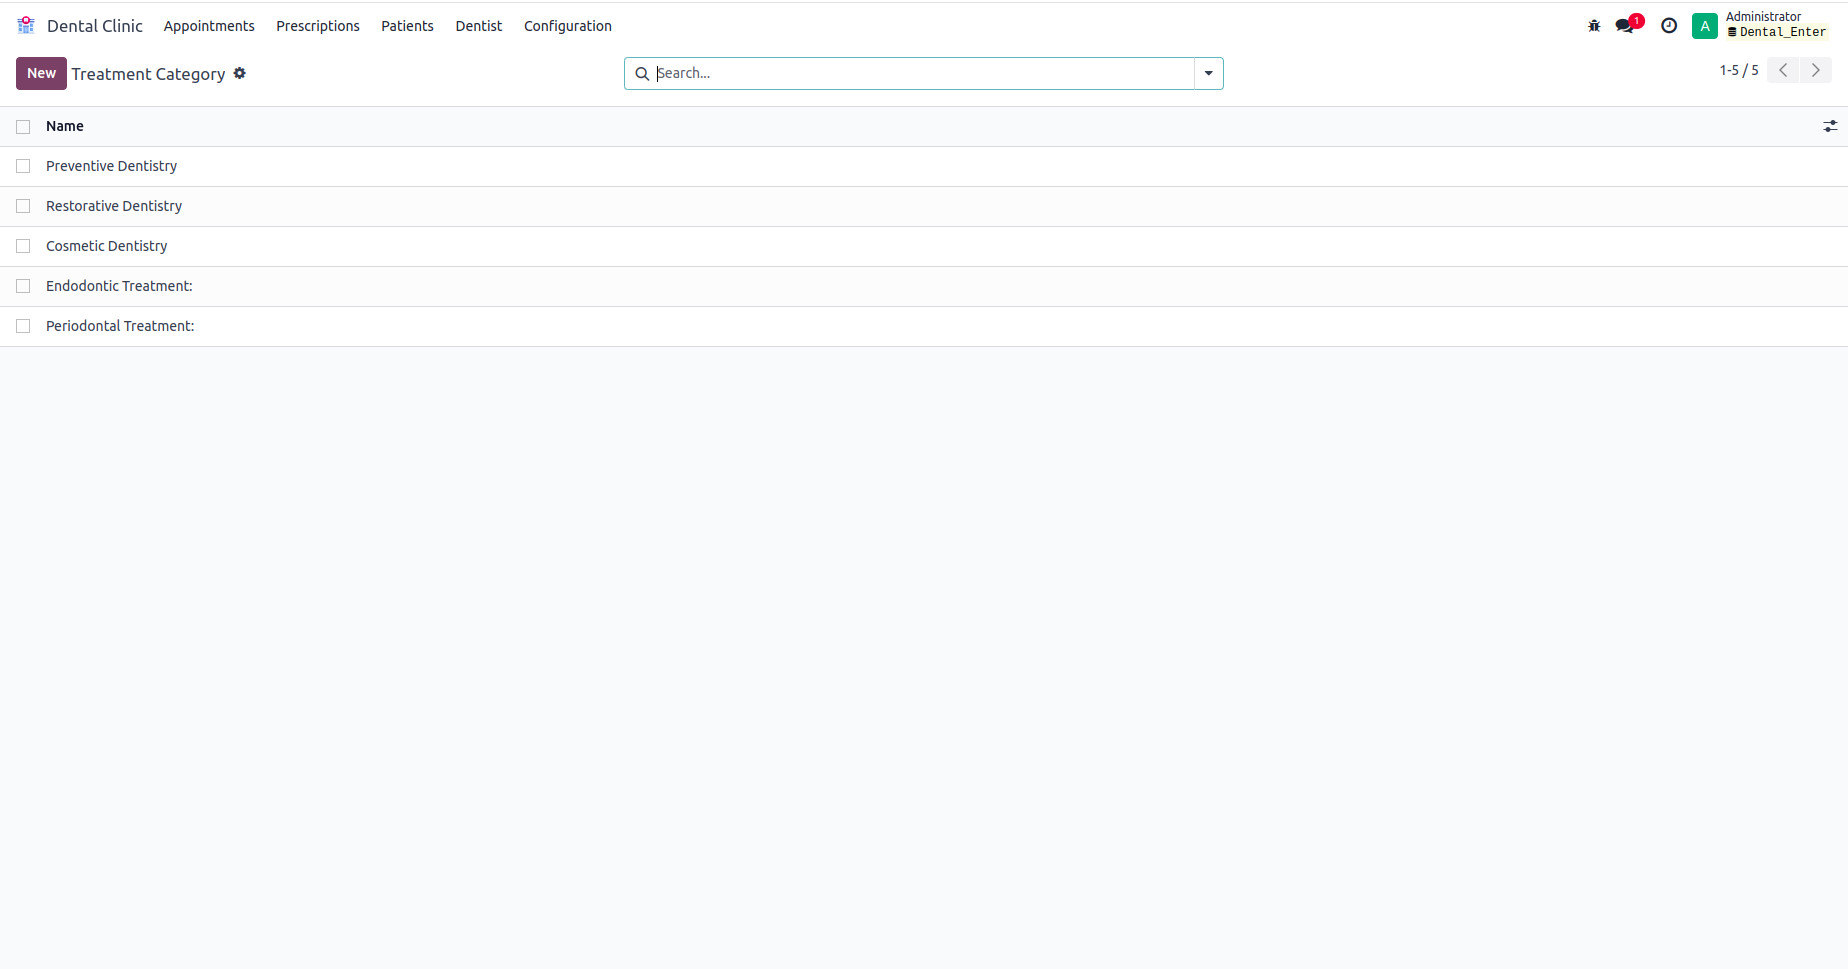 Dental Clinic Appointments Prescriptions Patients Dentist Configuration 1 A Administrator
Dental_Enter
New Treatment Category Search... 1-5 / 5
Name
Preventive Dentistry
Restorative Dentistry
Cosmetic Dentistry
Endodontic Treatment:
Periodontal Treatment: